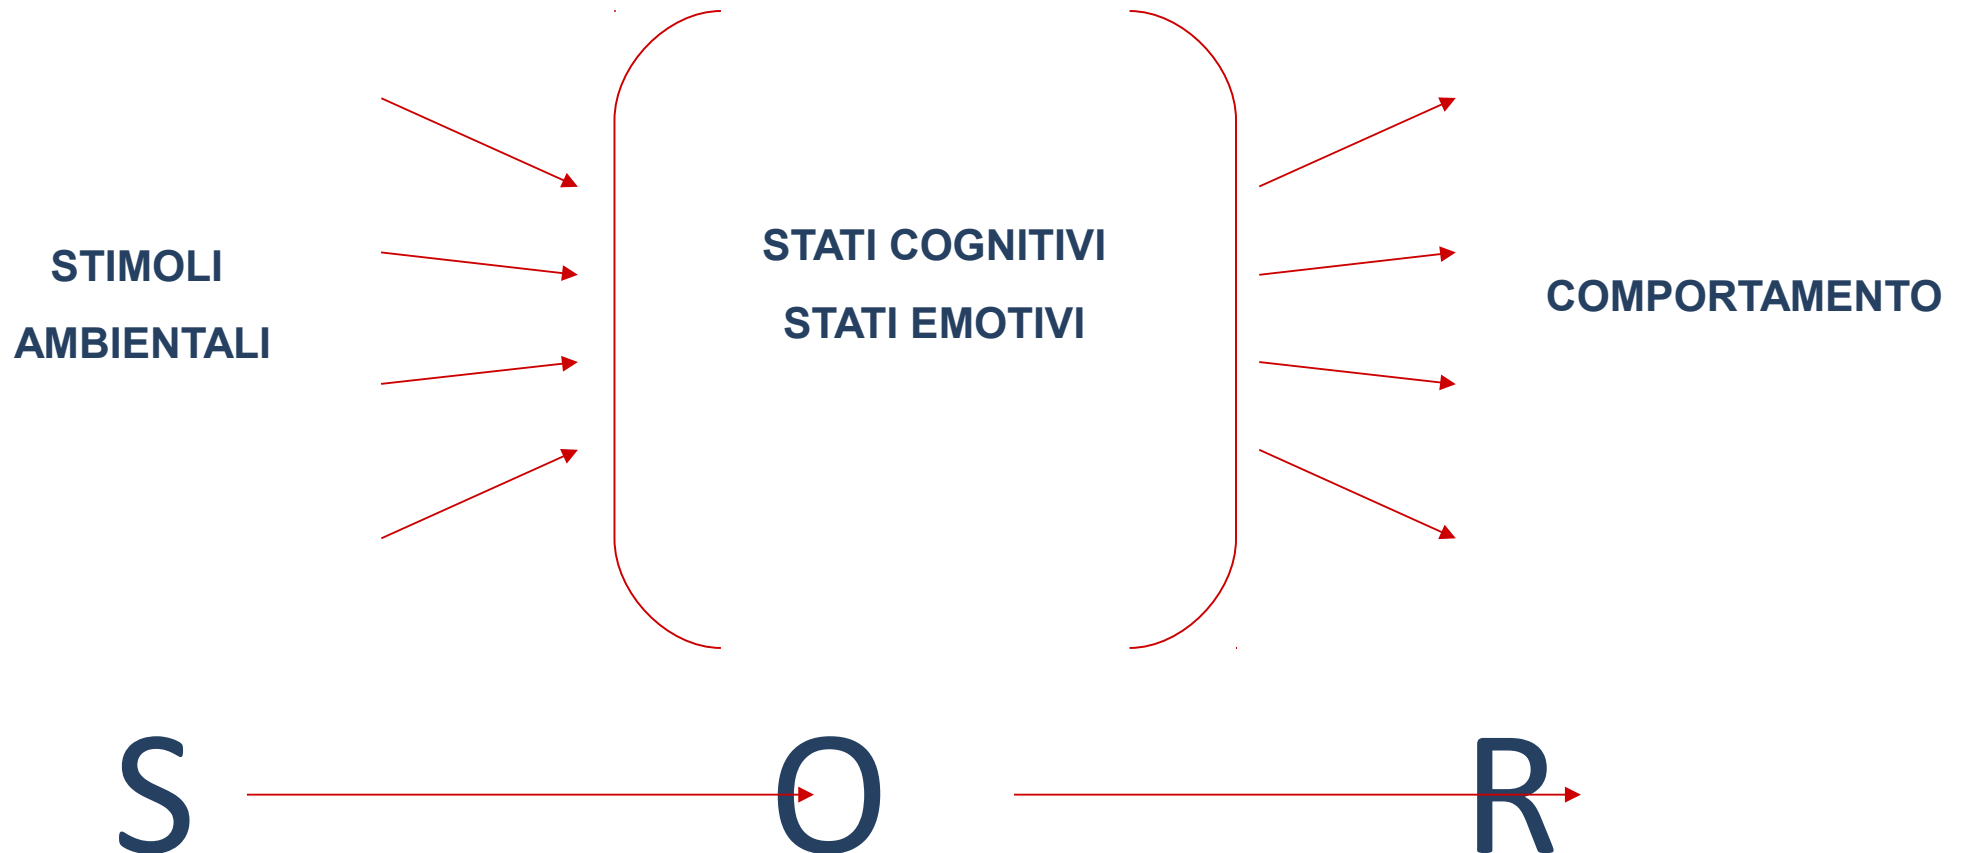 STIMOLI
AMBIENTALI
STATI COGNITIVI
STATI EMOTIVI
COMPORTAMENTO
S O R